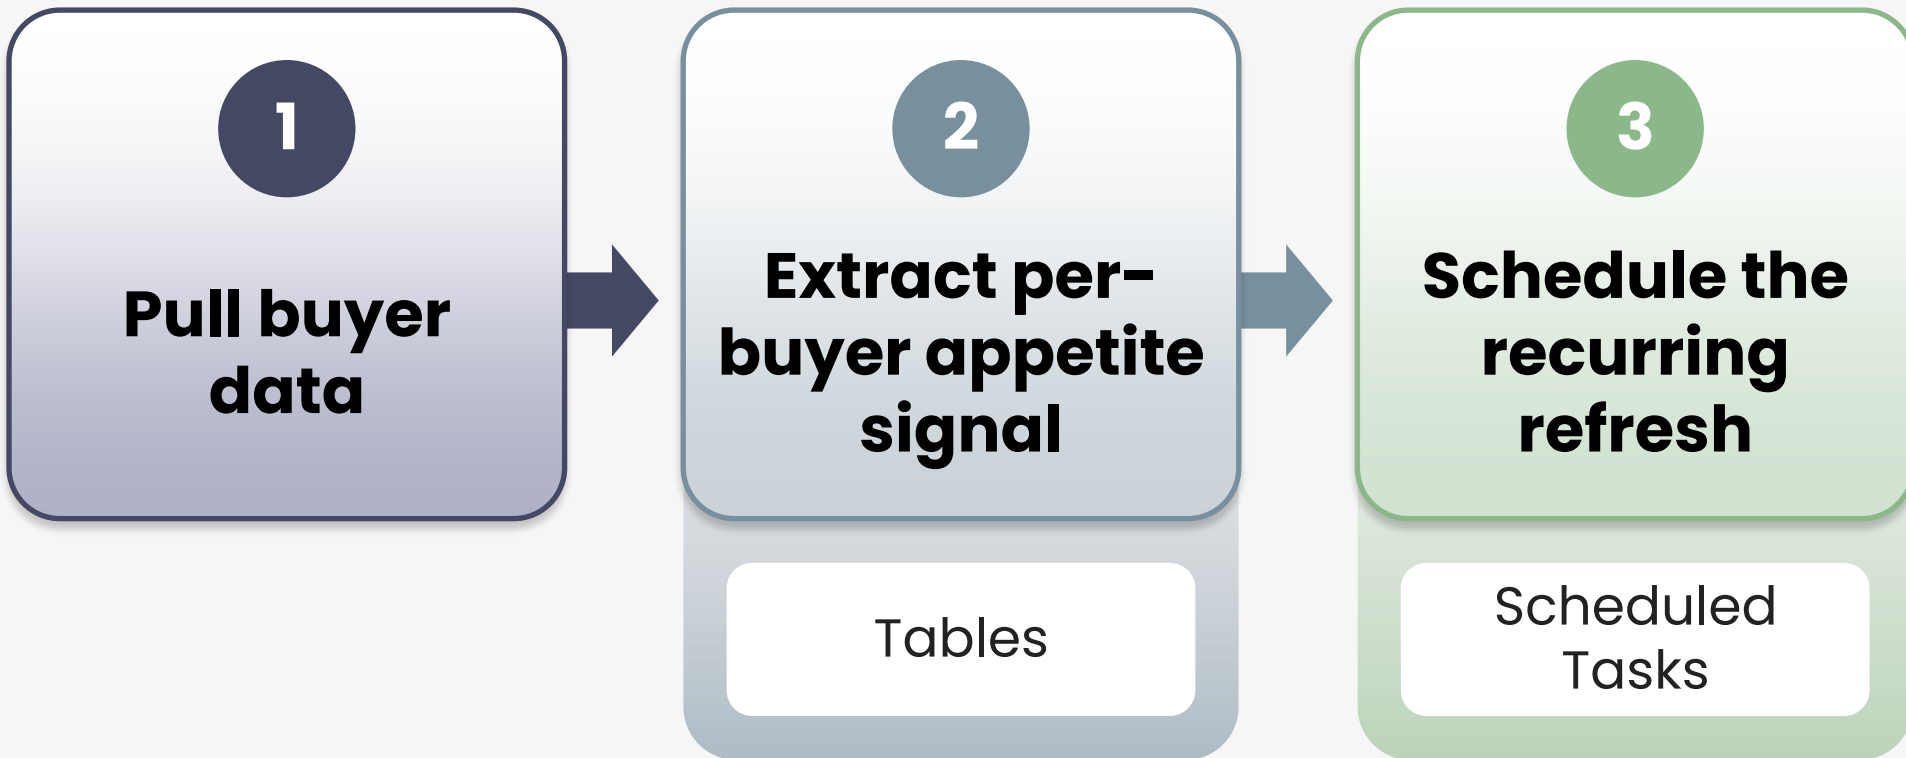 1
Pull buyer
data
2
Extract per-
buyer appetite
signal
Tables
3
Schedule the
recurring
refresh
Scheduled
Tasks